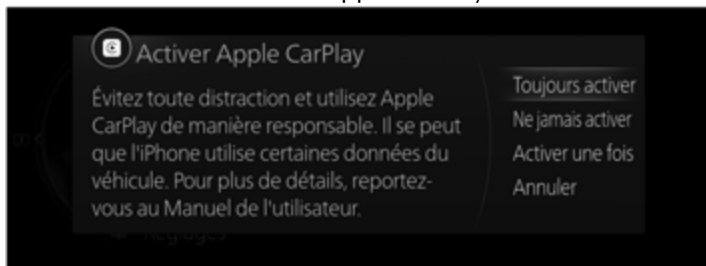 Activer Apple CarPlay
Évitez toute distraction et utilisez Apple
CarPlay de manière responsable. Il se peut
que l'iPhone utilise certaines données du
véhicule. Pour plus de détails, reportez-
vous au Manuel de l'utilisateur.
Toujours activer
Ne jamais activer
Activer une fois
Annuler
Réglages